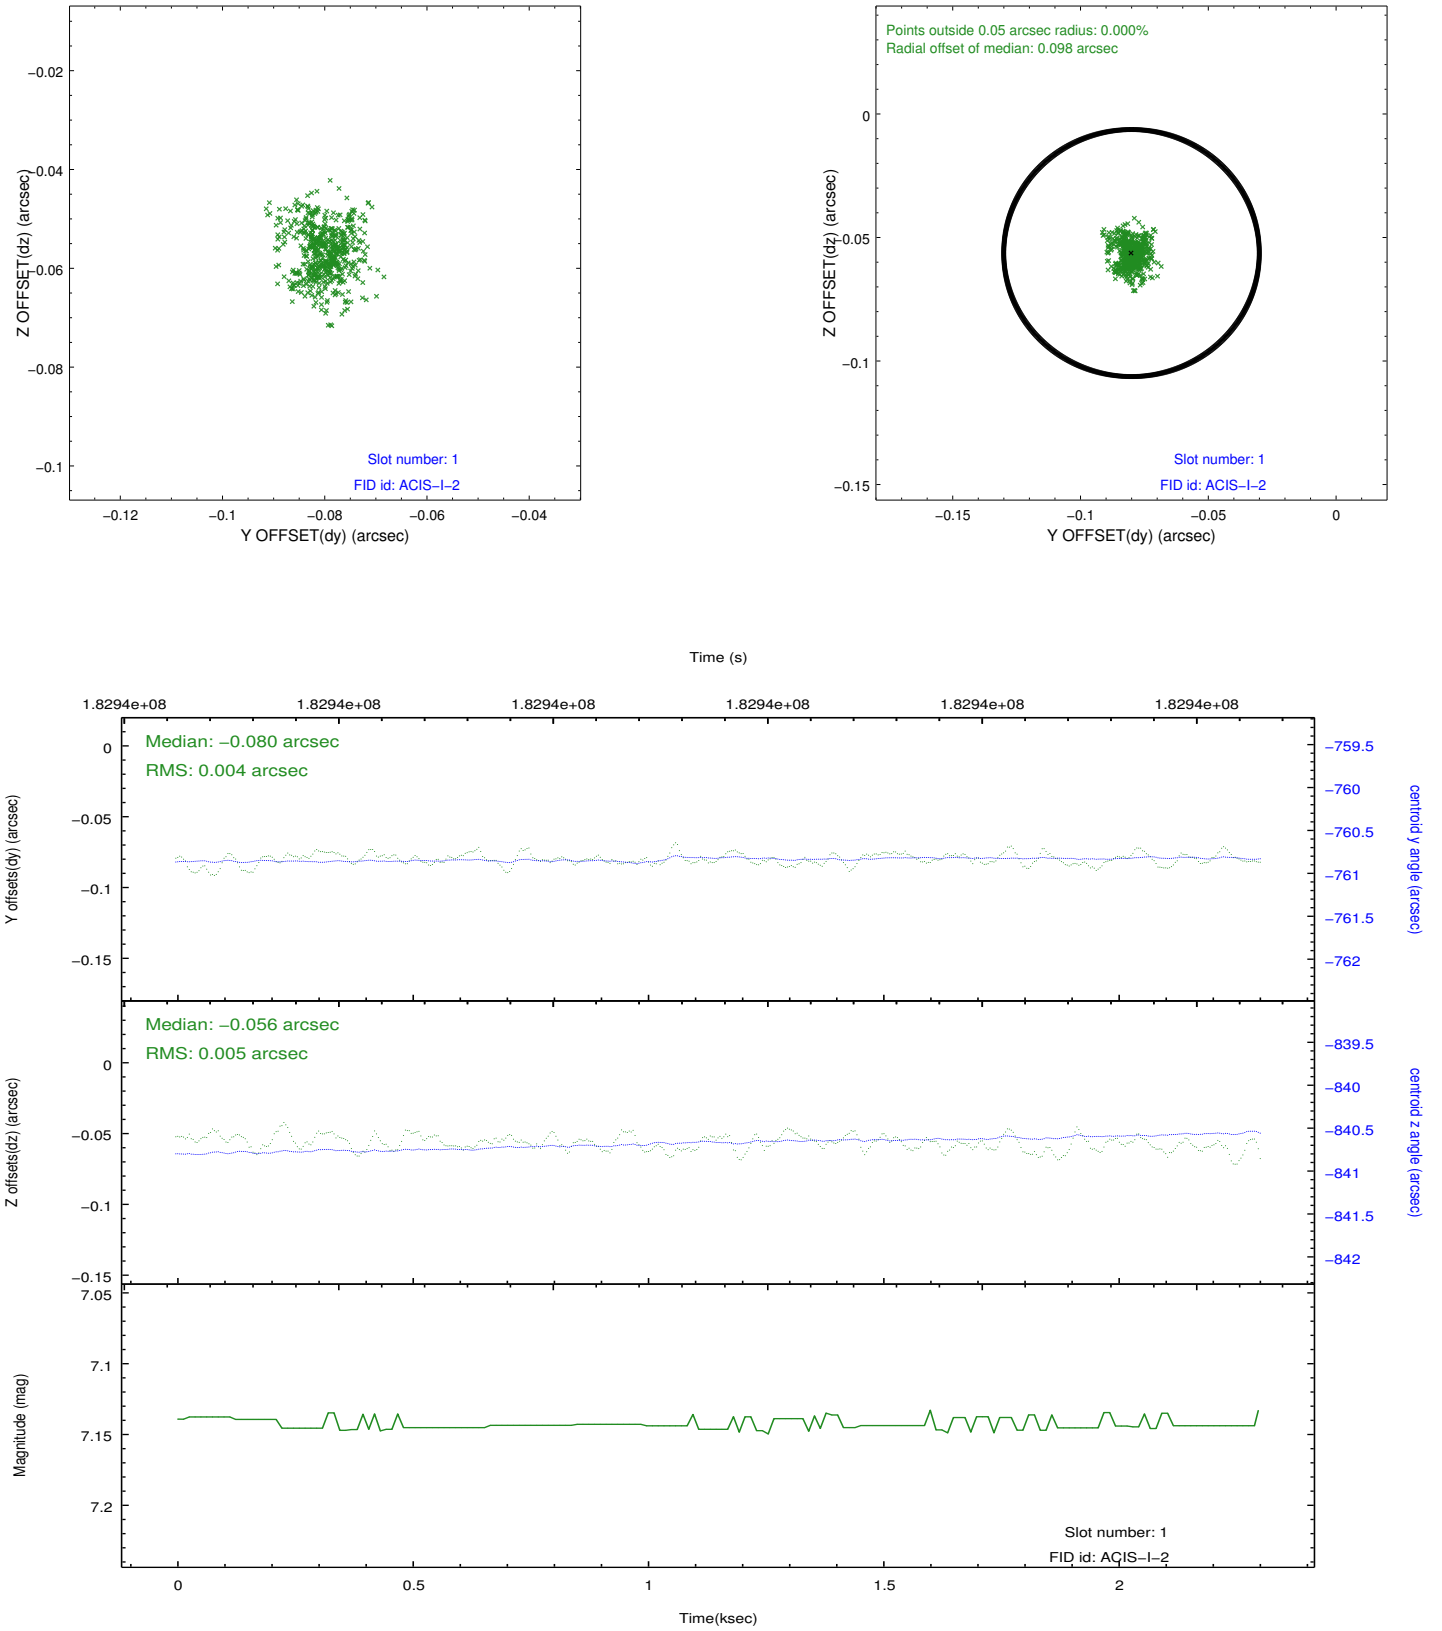 −0.02
−0.04
−0.06
−0.08
−0.1
Z OFFSET(dz) (arcsec)
Slot number: 1
FID id: ACIS−I−2
−0.12
−0.1
−0.08
−0.06
−0.04
Y OFFSET(dy) (arcsec)
Points outside 0.05 arcsec radius: 0.000%
Radial offset of median: 0.098 arcsec
0
−0.05
−0.1
−0.15
Z OFFSET(dz) (arcsec)
Slot number: 1
FID id: ACIS−I−2
−0.15
−0.1
−0.05
0
Y OFFSET(dy) (arcsec)
Time (s)
1.8294e+08
1.8294e+08
1.8294e+08
1.8294e+08
1.8294e+08
1.8294e+08
Median: −0.080 arcsec
RMS: 0.004 arcsec
0
−0.05
−0.1
−0.15
Y offsets(dy) (arcsec)
−759.5
−760
−760.5
−761
−761.5
−762
centroid y angle (arcsec)
Median: −0.056 arcsec
RMS: 0.005 arcsec
0
−0.05
−0.1
−0.15
Z offsets(dz) (arcsec)
−839.5
−840
−840.5
−841
−841.5
−842
centroid z angle (arcsec)
7.05
7.1
7.15
7.2
Magnitude (mag)
Slot number: 1
FID id: ACIS−I−2
0
0.5
1
1.5
2
Time(ksec)